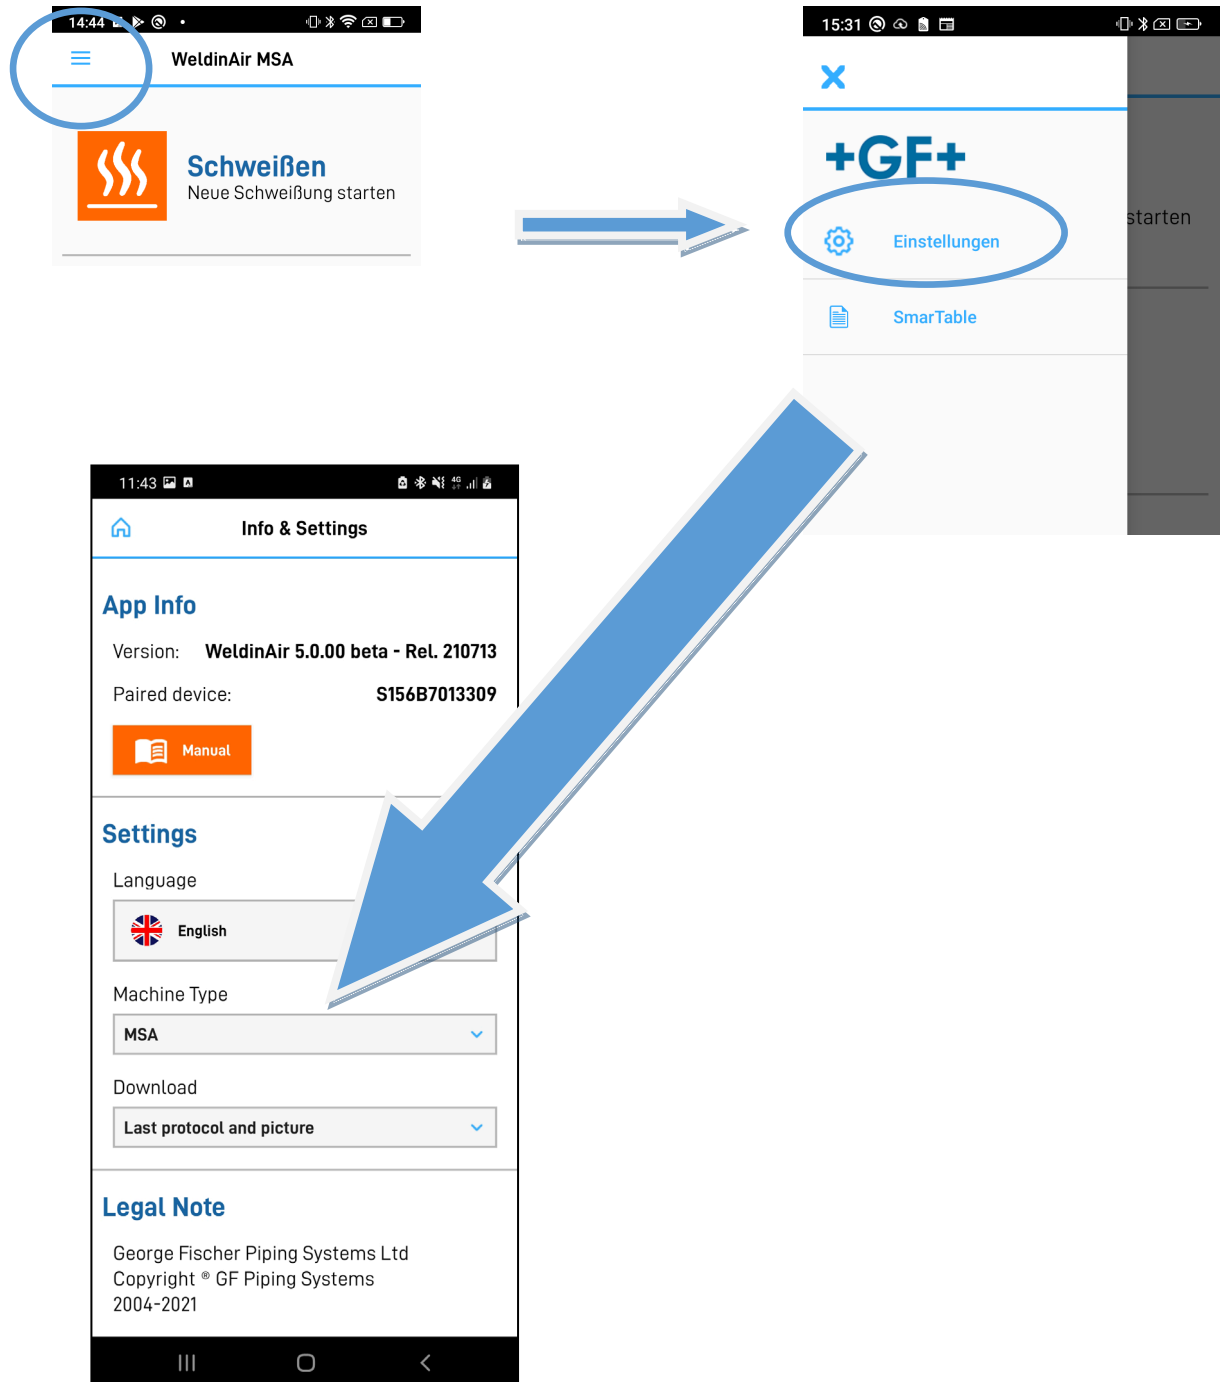 14:44
WeldinAir MSA
Schweißen
Neue Schweißung starten
15:31
+GF+
Einstellungen
starten
SmarTable
11:43
4G
Info & Settings
App Info
Version: WeldinAir 5.0.00 beta - Rel. 210713
Paired device: S156B7013309
Manual
Settings
Language
English
Machine Type
MSA
Download
Last protocol and picture
Legal Note
George Fischer Piping Systems Ltd
Copyright ® GF Piping Systems
2004-2021